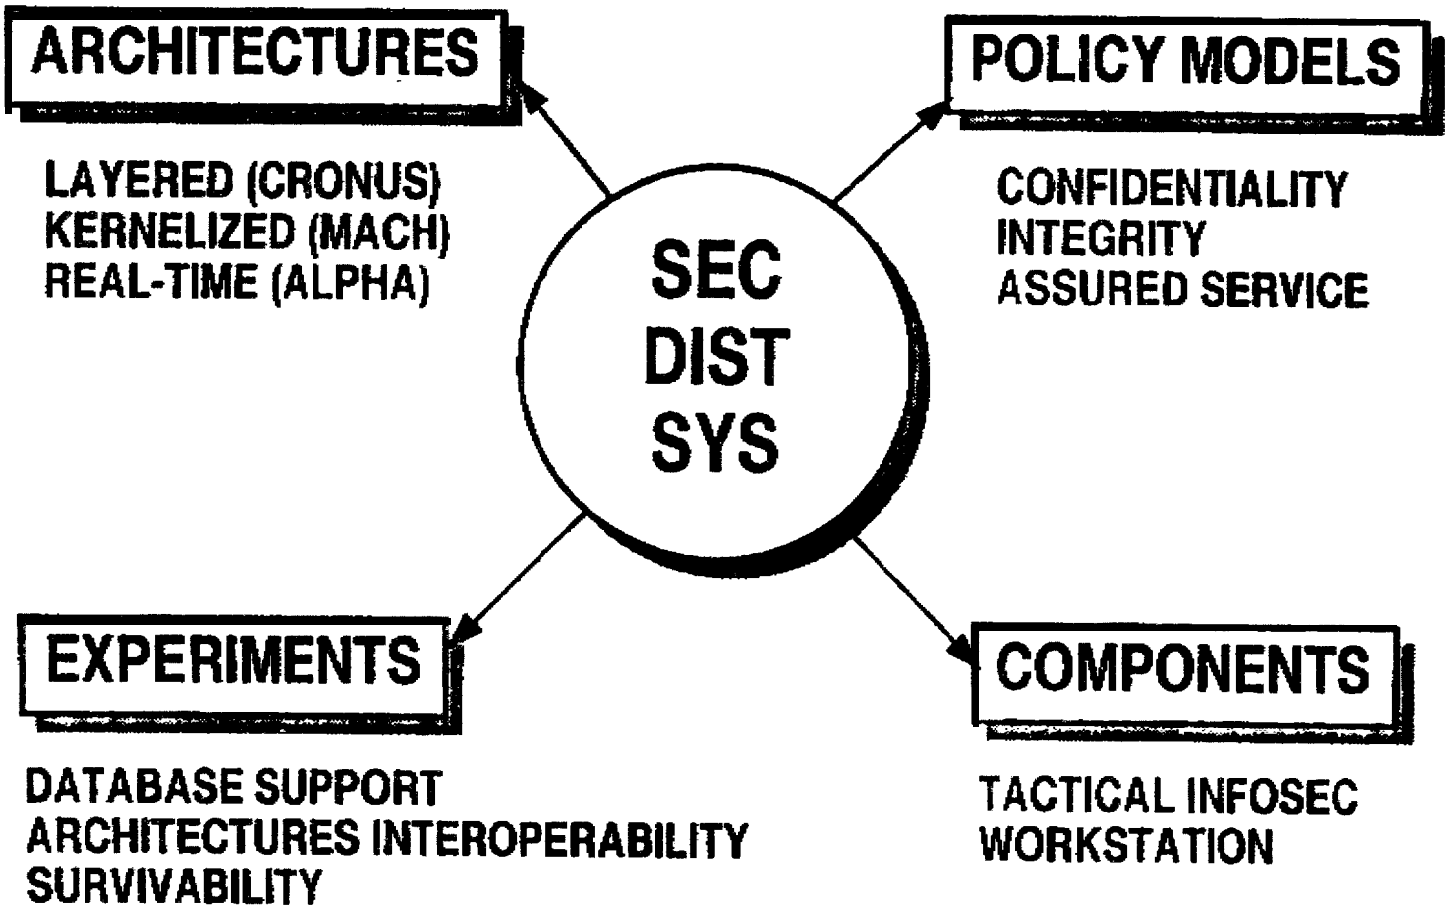 ARCHITECTURES
LAYERED (CRONUS)
KERNELIZED (MACH)
REAL-TIME (ALPHA)
POLICY MODELS
CONFIDENTIALITY
INTEGRITY
ASSURED SERVICE
SEC
DIST
SYS
EXPERIMENTS
DATABASE SUPPORT
ARCHITECTURES INTEROPERABILITY
SURVIVABILITY
COMPONENTS
TACTICAL INFOSEC
WORKSTATION